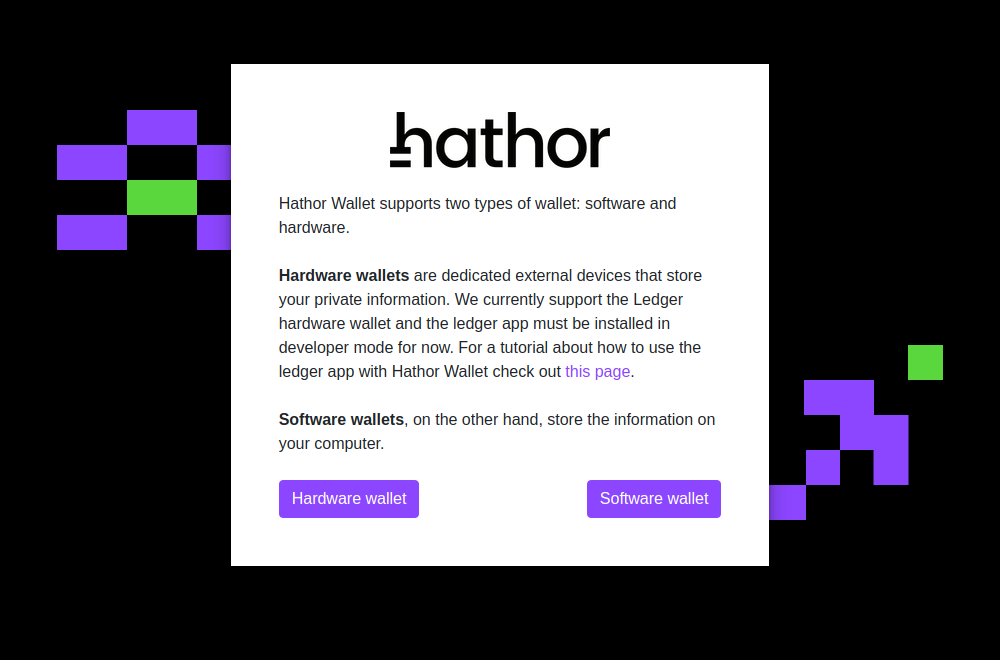 hathor
Hathor Wallet supports two types of wallet: software and
hardware.
Hardware wallets are dedicated external devices that store
your private information. We currently support the Ledger
hardware wallet and the ledger app must be installed in
developer mode for now. For a tutorial about how to use the
ledger app with Hathor Wallet check out this page.
Software wallets, on the other hand, store the information on
your computer.
Hardware wallet
Software wallet